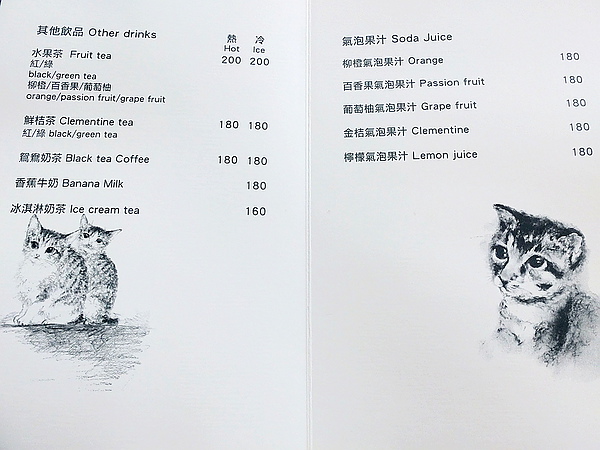 其他飲品 Other drinks 熱 冷
Hot Ice
水果茶 Fruit tea 200 200
紅/綠
black/green tea
柳橙/百香果/葡萄柚
orange/passion fruit/grape fruit
鮮桔茶 Clementine tea 180 180
紅/綠 black/green tea
鴛鴦奶茶 Black tea Coffee 180 180
香蕉牛奶 Banana Milk 180
冰淇淋奶茶 Ice cream tea 160
氣泡果汁 Soda Juice
柳橙氣泡果汁 Orange 180
百香果氣泡果汁 Passion fruit 180
葡萄柚氣泡果汁 Grape fruit 180
金桔氣泡果汁 Clementine 180
檸檬氣泡果汁 Lemon juice 180